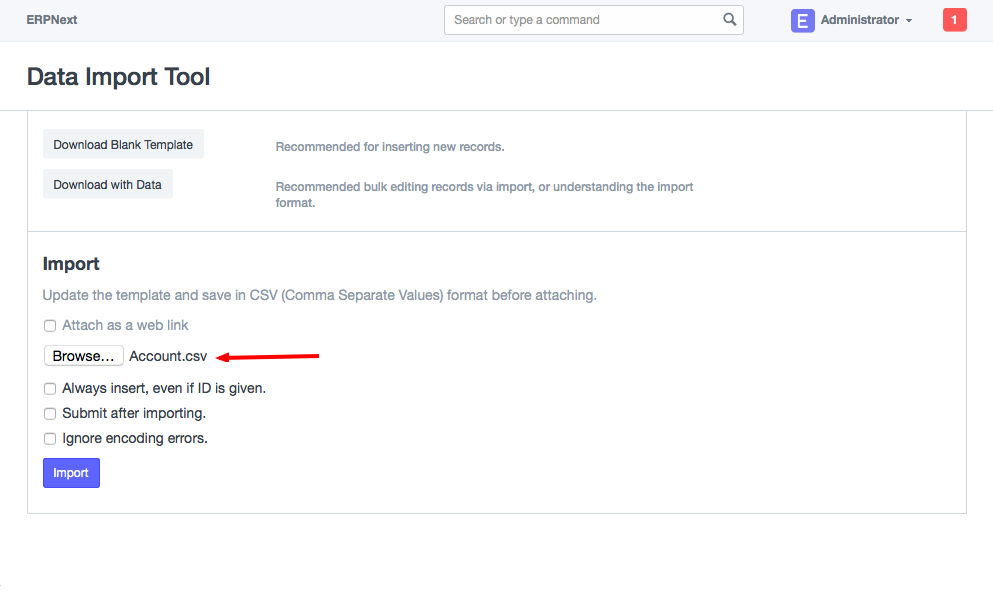 ERPNext
Search or type a command
E
Administrator
1
Data Import Tool
Download Blank Template
Recommended for inserting new records.
Download with Data
Recommended bulk editing records via import, or understanding the import
format.
Import
Update the template and save in CSV (Comma Separate Values) format before attaching.
Attach as a web link
Browse... Account.csv
Always insert, even if ID is given.
Submit after importing.
Ignore encoding errors.
Import